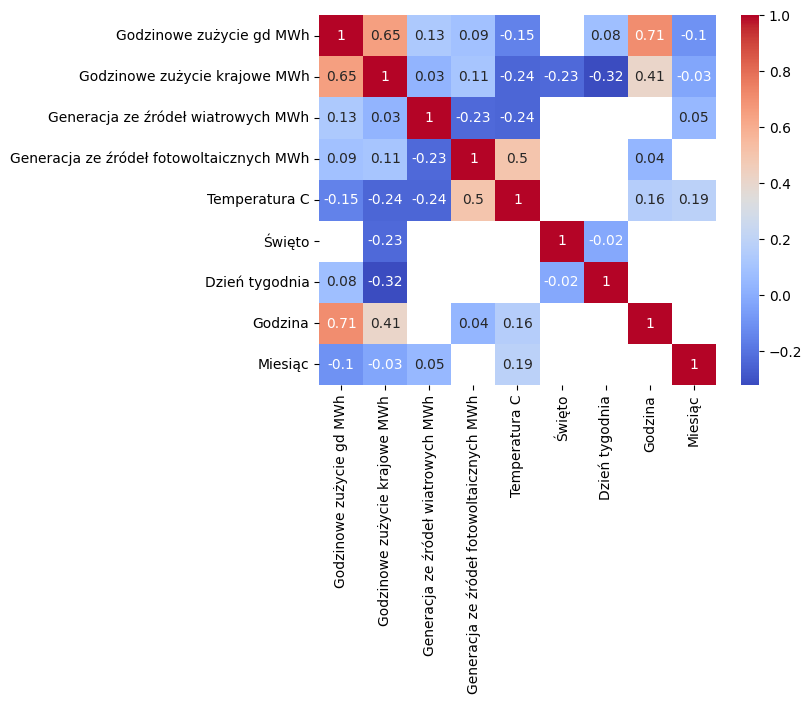 Godzinowe zużycie gd MWh 1 0.65 0.13 0.09 -0.15 0.08 0.71 -0.1
Godzinowe zużycie krajowe MWh 0.65 1 0.03 0.11 -0.24 -0.23 -0.32 0.41 -0.03
Generacja ze źródeł wiatrowych MWh 0.13 0.03 1 -0.23 -0.24 0.05
Generacja ze źródeł fotowoltaicznych MWh 0.09 0.11 -0.23 1 0.5 0.04
Temperatura C -0.15 -0.24 -0.24 0.5 1 0.16 0.19
Święto -0.23 1 -0.02
Dzień tygodnia 0.08 -0.32 -0.02 1
Godzina 0.71 0.41 0.04 0.16 1
Miesiąc -0.1 -0.03 0.05 0.19 1
Godzinowe zużycie gd MWh
Godzinowe zużycie krajowe MWh
Generacja ze źródeł wiatrowych MWh
Generacja ze źródeł fotowoltaicznych MWh
Temperatura C
Święto
Dzień tygodnia
Godzina
Miesiąc
1.0
0.8
0.6
0.4
0.2
0.0
−0.2